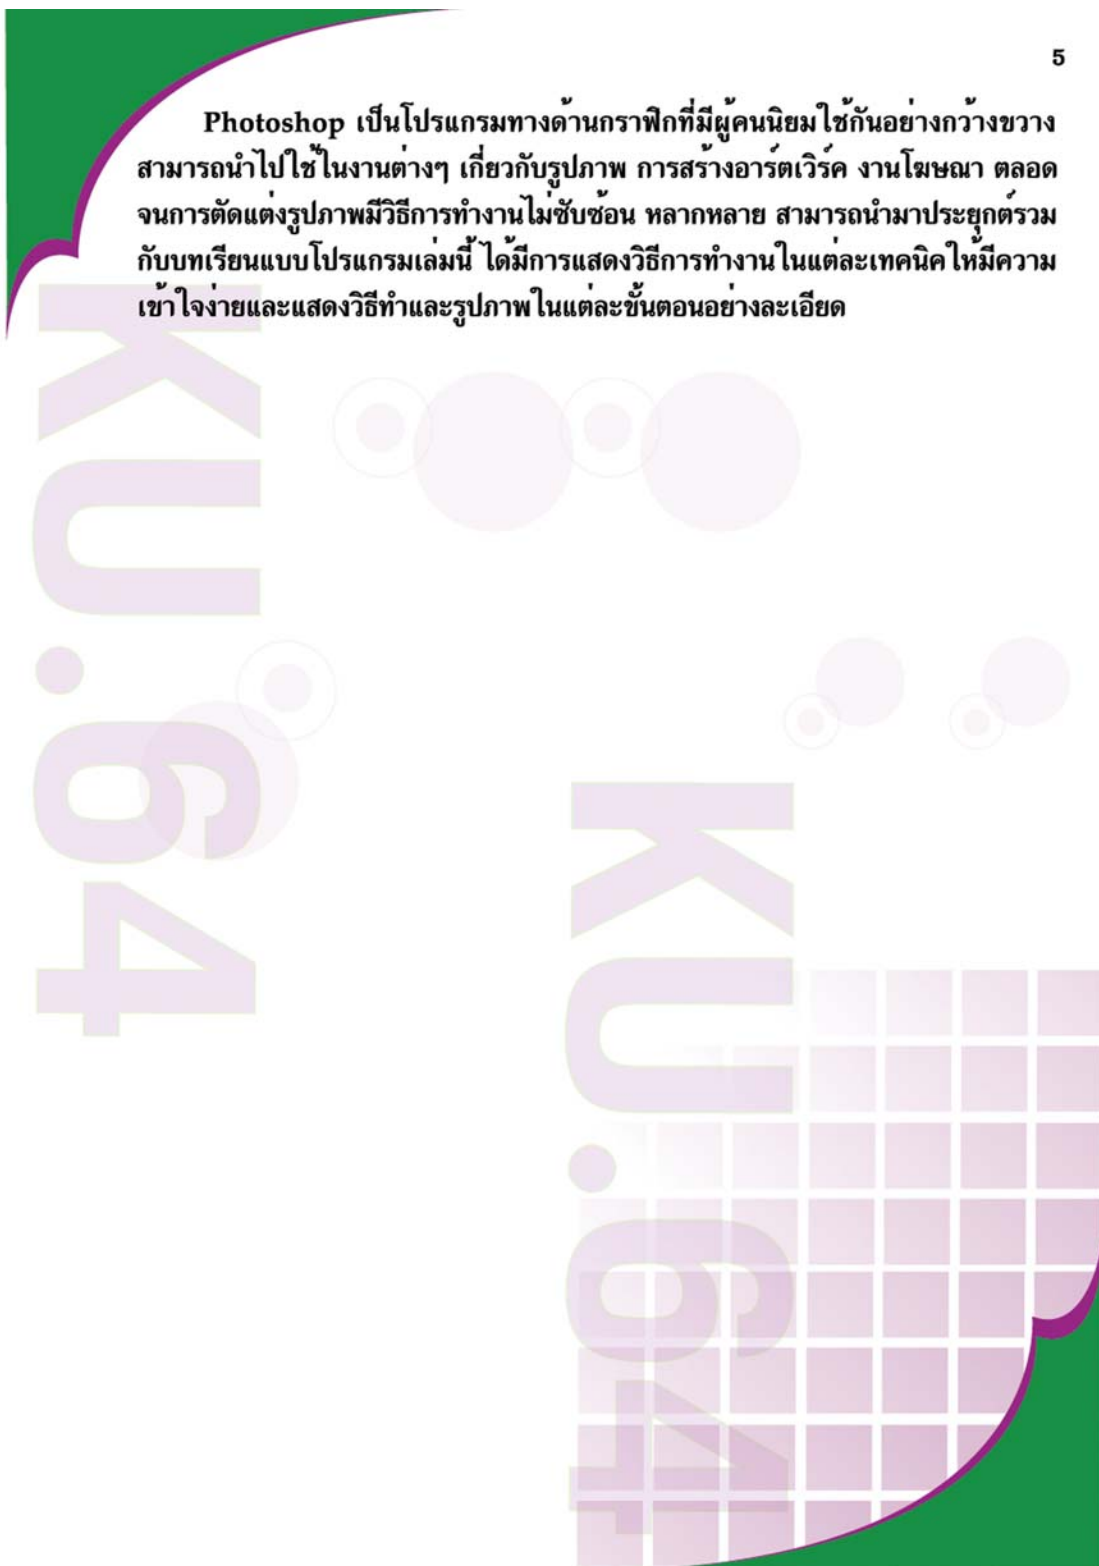 5
Photoshop เป็นโปรแกรมทางด้านกราฟิกที่มีผู้คนนิยมใช้กันอย่างกว้างขวาง
สามารถนำไปใช้ในงานต่างๆ เกี่ยวกับรูปภาพ การสร้างอาร์ตเวิร์ค งานโฆษณา ตลอด
จนการตัดแต่งรูปภาพมีวิธีการทำงานไม่ซับซ้อน หลากหลาย สามารถนำมาประยุกต์รวม
กับบทเรียนแบบโปรแกรมเล่มนี้ ได้มีการแสดงวิธีการทำงานในแต่ละเทคนิคให้มีความ
เข้าใจง่ายและแสดงวิธีทำและรูปภาพในแต่ละขั้นตอนอย่างละเอียด
KU.64
KU.64